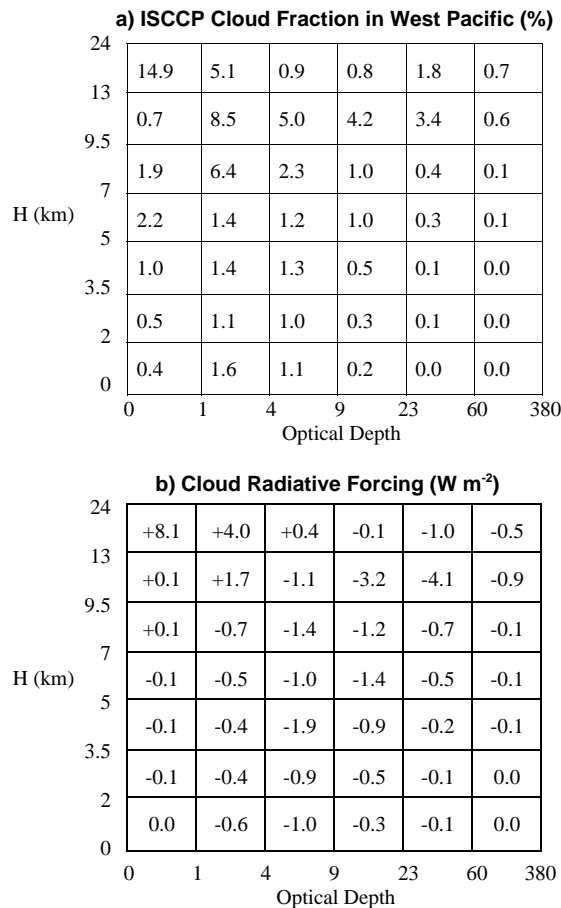 a) ISCCP Cloud Fraction in West Pacific (%)
24
14.9 5.1 0.9 0.8 1.8 0.7
13
0.7 8.5 5.0 4.2 3.4 0.6
9.5
1.9 6.4 2.3 1.0 0.4 0.1
7
H (km)
2.2 1.4 1.2 1.0 0.3 0.1
5
1.0 1.4 1.3 0.5 0.1 0.0
3.5
0.5 1.1 1.0 0.3 0.1 0.0
2
0.4 1.6 1.1 0.2 0.0 0.0
0
0 1 4 9 23 60 380
Optical Depth
b) Cloud Radiative Forcing (W m⁻²)
24
+8.1 +4.0 +0.4 -0.1 -1.0 -0.5
13
+0.1 +1.7 -1.1 -3.2 -4.1 -0.9
9.5
+0.1 -0.7 -1.4 -1.2 -0.7 -0.1
7
H (km)
-0.1 -0.5 -1.0 -1.4 -0.5 -0.1
5
-0.1 -0.4 -1.9 -0.9 -0.2 -0.1
3.5
-0.1 -0.4 -0.9 -0.5 -0.1 0.0
2
0.0 -0.6 -1.0 -0.3 -0.1 0.0
0
0 1 4 9 23 60 380
Optical Depth